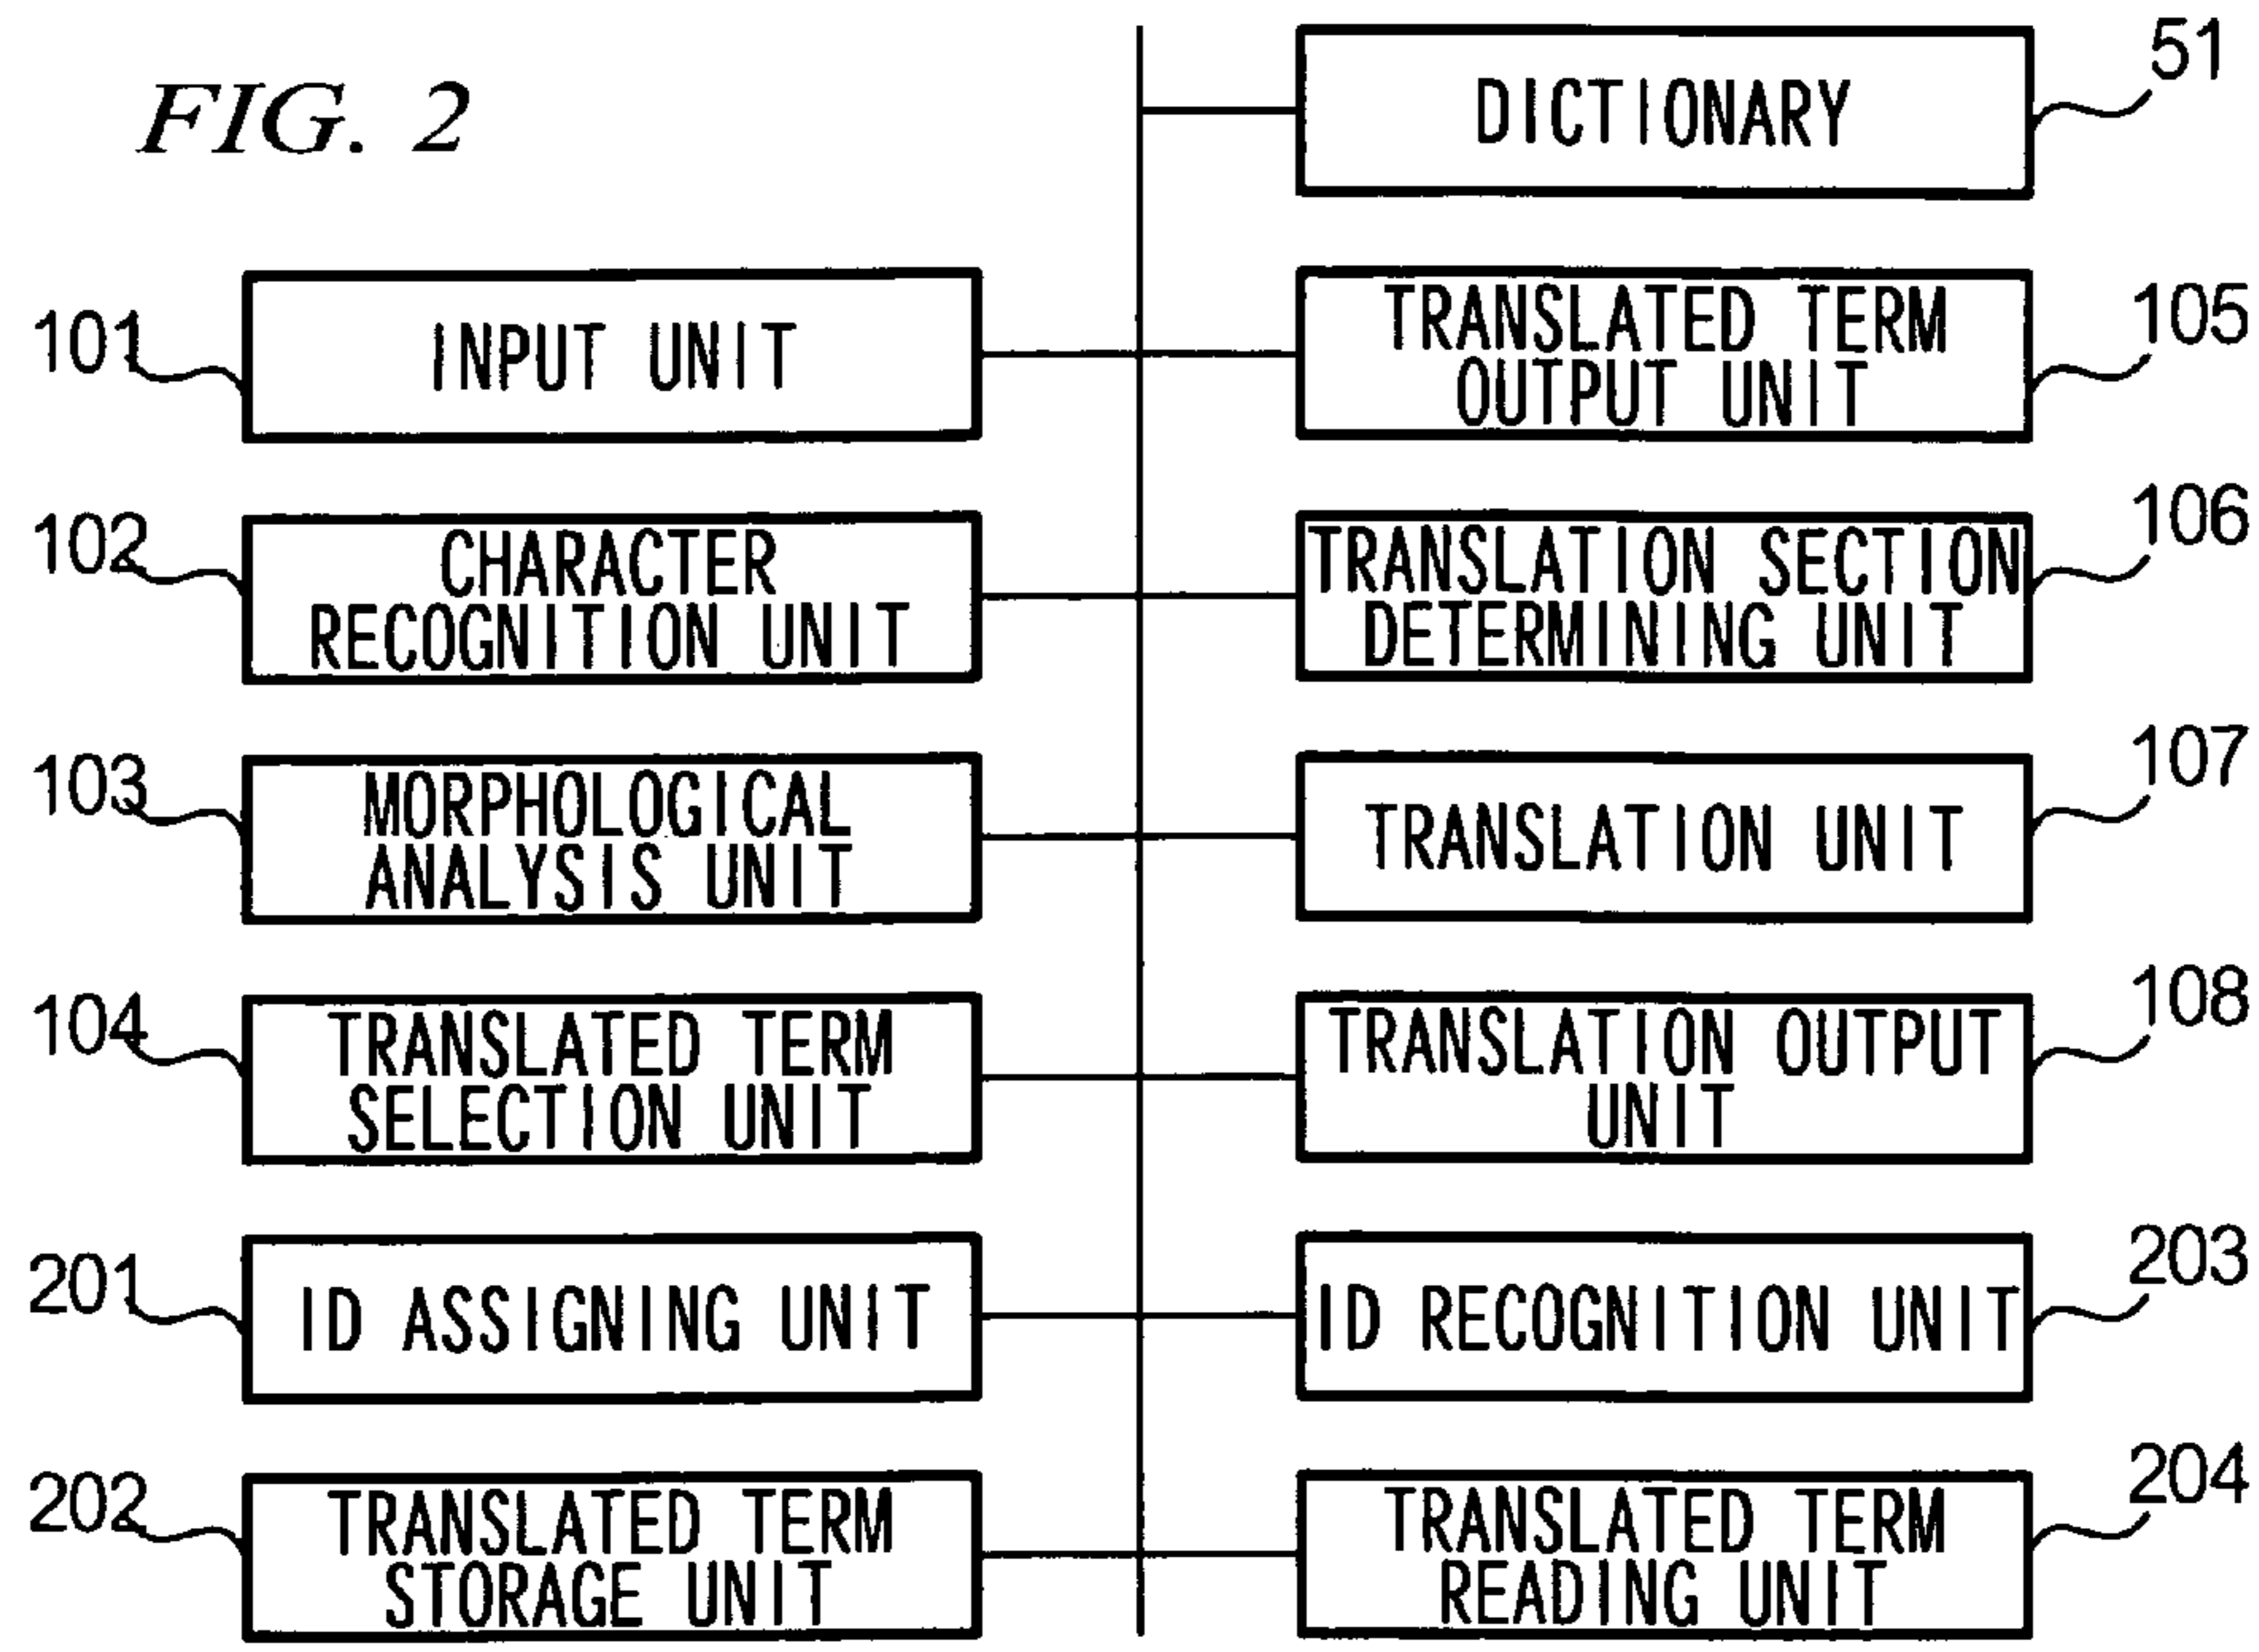 FIG. 2
DICTIONARY
51
101
INPUT UNIT
TRANSLATED TERM
OUTPUT UNIT
105
102
CHARACTER
RECOGNITION UNIT
TRANSLATION SECTION
DETERMINING UNIT
106
103
MORPHOLOGICAL
ANALYSIS UNIT
TRANSLATION UNIT
107
104
TRANSLATED TERM
SELECTION UNIT
TRANSLATION OUTPUT
UNIT
108
201
ID ASSIGNING UNIT
ID RECOGNITION UNIT
203
202
TRANSLATED TERM
STORAGE UNIT
TRANSLATED TERM
READING UNIT
204